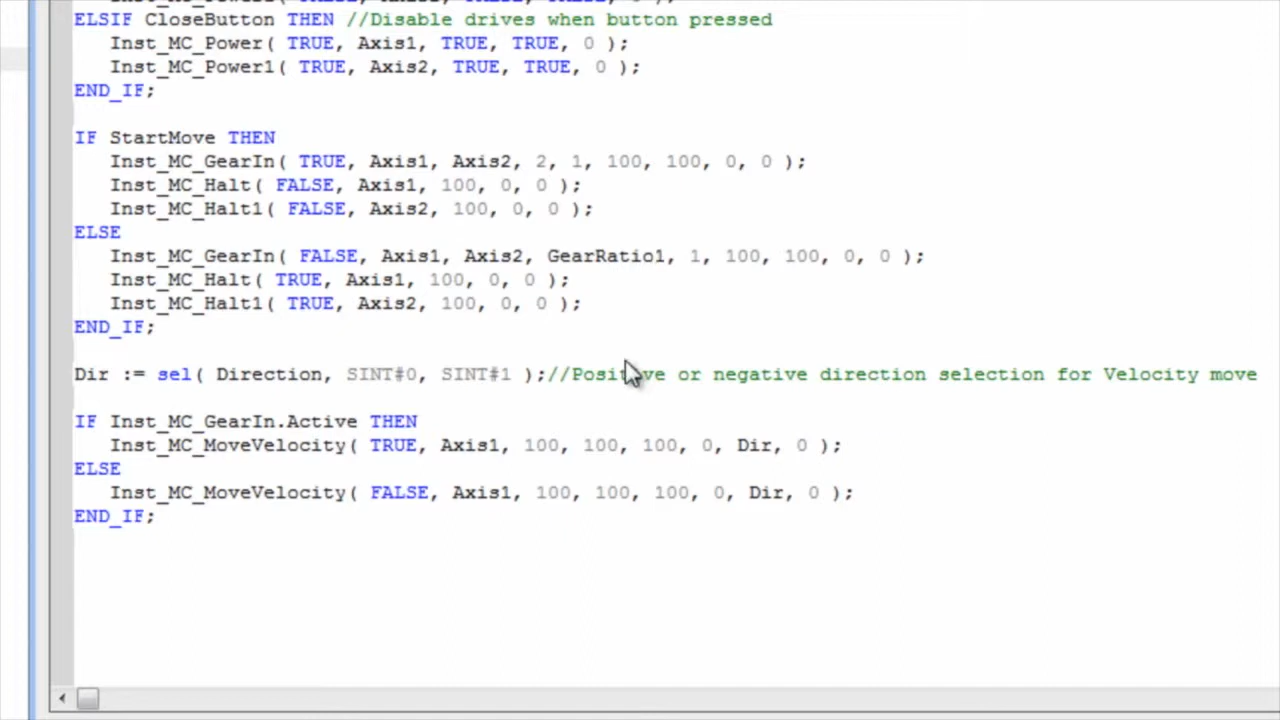 ELSIF CloseButton THEN //Disable drives when button pressed
Inst_MC_Power( TRUE, Axis1, TRUE, TRUE, 0 );
Inst_MC_Power1( TRUE, Axis2, TRUE, TRUE, 0 );
END_IF;
IF StartMove THEN
Inst_MC_GearIn( TRUE, Axis1, Axis2, 2, 1, 100, 100, 0, 0 );
Inst_MC_Halt( FALSE, Axis1, 100, 0, 0 );
Inst_MC_Halt1( FALSE, Axis2, 100, 0, 0 );
ELSE
Inst_MC_GearIn( FALSE, Axis1, Axis2, GearRatio1, 1, 100, 100, 0, 0 );
Inst_MC_Halt( TRUE, Axis1, 100, 0, 0 );
Inst_MC_Halt1( TRUE, Axis2, 100, 0, 0 );
END_IF;
Dir := sel( Direction, SINT#0, SINT#1 );//Positive or negative direction selection for Velocity move
IF Inst_MC_GearIn.Active THEN
Inst_MC_MoveVelocity( TRUE, Axis1, 100, 100, 100, 0, Dir, 0 );
ELSE
Inst_MC_MoveVelocity( FALSE, Axis1, 100, 100, 100, 0, Dir, 0 );
END_IF;